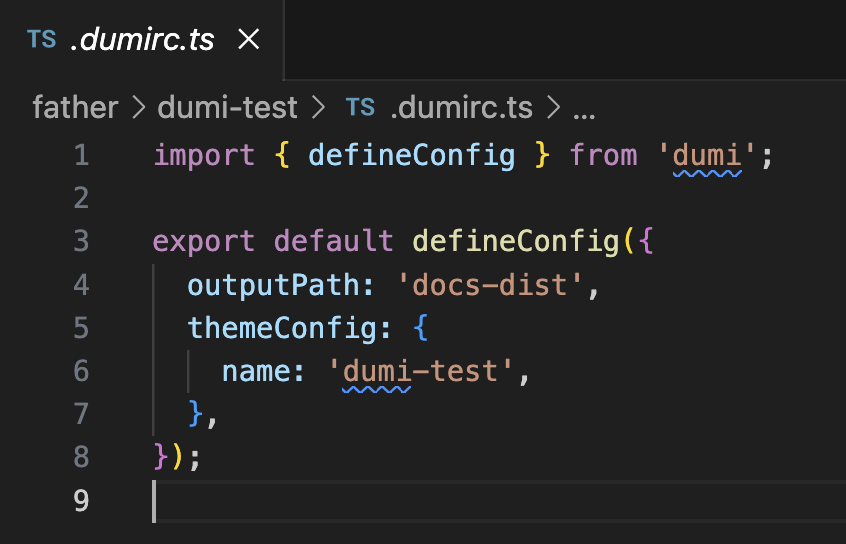 TS .dumirc.ts ×
father > dumi-test > TS .dumirc.ts > ...
1 import { defineConfig } from 'dumi';
2
3 export default defineConfig({
4   outputPath: 'docs-dist',
5   themeConfig: {
6     name: 'dumi-test',
7   },
8 });
9